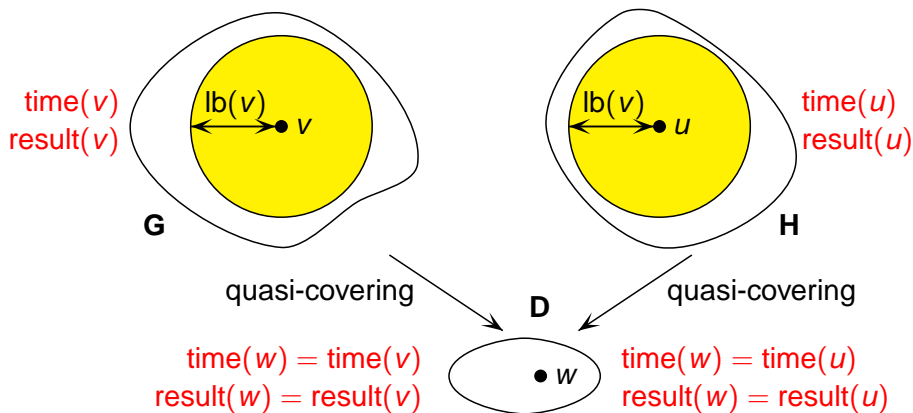 time(v)
result(v)
lb(v)
v
G
lb(v)
u
time(u)
result(u)
H
quasi-covering
quasi-covering
D
time(w) = time(v)
result(w) = result(v)
w
time(w) = time(u)
result(w) = result(u)